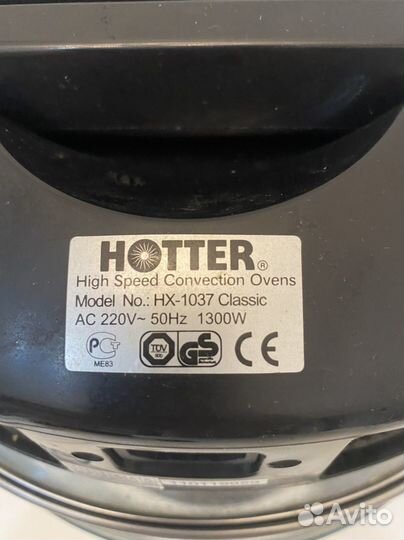 HOTTER®
High Speed Convection Ovens
Model No.: HX-1037 Classic
AC 220V~ 50Hz 1300W
РСТ TÜV GS CE
ME83
Avito